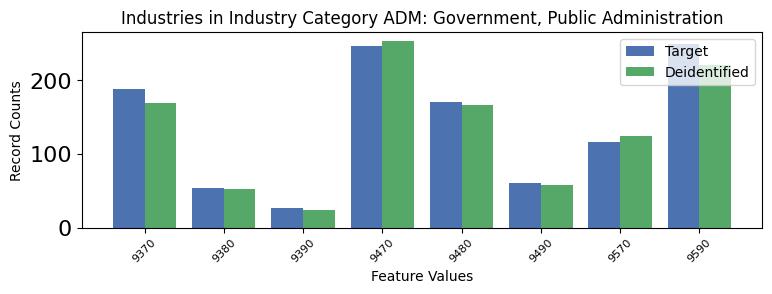 Industries in Industry Category ADM: Government, Public Administration
Target
Deidentified
Record Counts
200
100
0
9370 9380 9390 9470 9480 9490 9570 9590
Feature Values